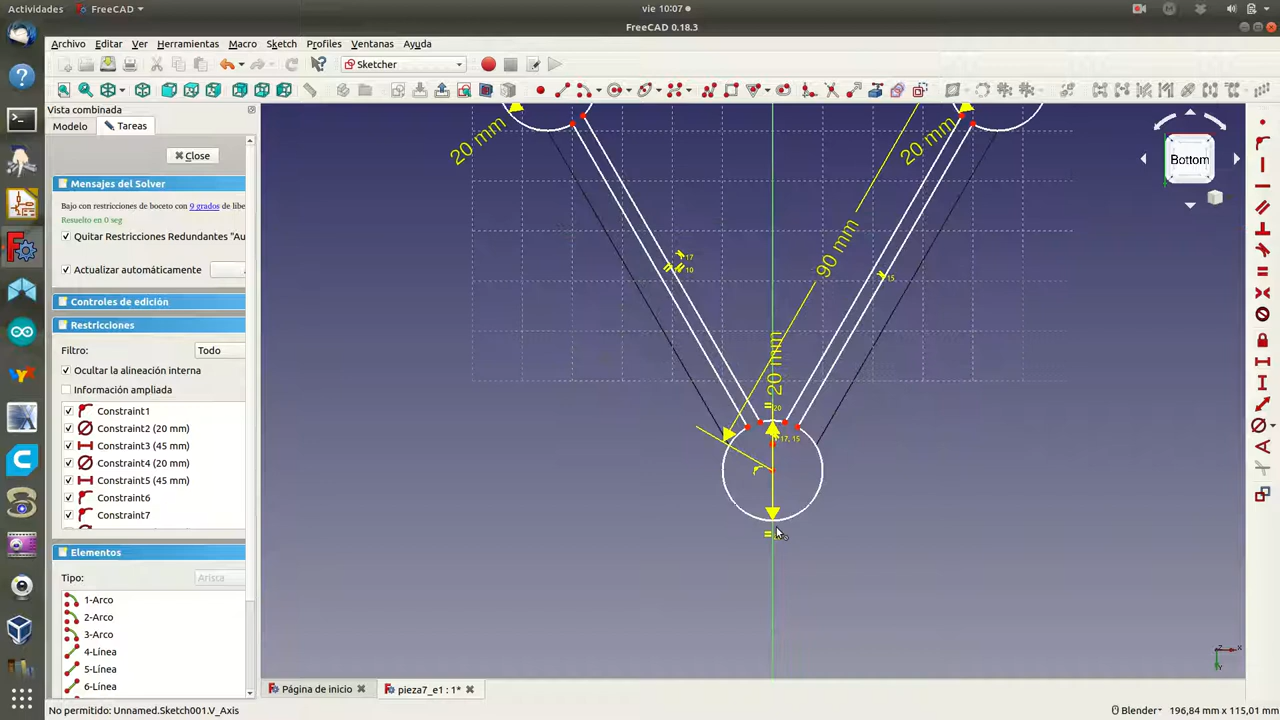 Actividades
FreeCAD
vie 10:07
FreeCAD 0.18.3
Archivo Editar Ver Herramientas Macro Sketch Profiles Ventanas Ayuda
Sketcher
Vista combinada
Modelo Tareas
Close
Mensajes del Solver
Bajo con restricciones de boceto con 9 grados de libe
Resuelto en 0 seg
Quitar Restricciones Redundantes "Au
Actualizar automáticamente
Controles de edición
Restricciones
Filtro: Todo
Ocultar la alineación interna
Información ampliada
Constraint1
Constraint2 (20 mm)
Constraint3 (45 mm)
Constraint4 (20 mm)
Constraint5 (45 mm)
Constraint6
Constraint7
Elementos
Tipo: Arista
1-Arco
2-Arco
3-Arco
4-Línea
5-Línea
6-Línea
20 mm
20 mm
90 mm
20 mm
17
10
15
20
17, 15
Bottom
Página de inicio
pieza7_e1 : 1*
No permitido: Unnamed.Sketch001.V_Axis
Blender
196,84 mm x 115,01 mm